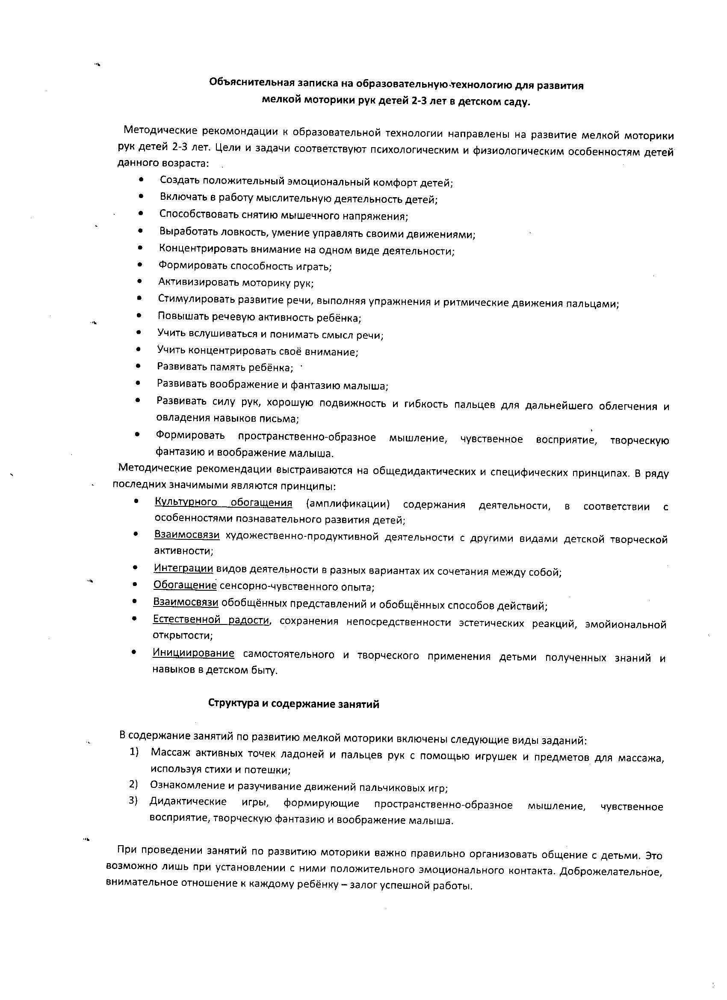 Объяснительная записка на образовательную технологию для развития
мелкой моторики рук детей 2-3 лет в детском саду.
Методические рекомондации к образовательной технологии направлены на развитие мелкой моторики
рук детей 2-3 лет. Цели и задачи соответствуют психологическим и физиологическим особенностям детей
данного возраста:
• Создать положительный эмоциональный комфорт детей;
• Включать в работу мыслительную деятельность детей;
• Способствовать снятию мышечного напряжения;
• Выработать ловкость, умение управлять своими движениями;
• Концентрировать внимание на одном виде деятельности;
• Формировать способность играть;
• Активизировать моторику рук;
• Стимулировать развитие речи, выполняя упражнения и ритмические движения пальцами;
• Повышать речевую активность ребёнка;
• Учить вслушиваться и понимать смысл речи;
• Учить концентрировать своё внимание;
• Развивать память ребёнка;
• Развивать воображение и фантазию малыша;
• Развивать силу рук, хорошую подвижность и гибкость пальцев для дальнейшего облегчения и
овладения навыков письма;
• Формировать пространственно-образное мышление, чувственное восприятие, творческую
фантазию и воображение малыша.
Методические рекомендации выстраиваются на общедидактических и специфических принципах. В ряду
последних значимыми являются принципы:
• Культурного обогащения (амплификации) содержания деятельности, в соответствии с
особенностями познавательного развития детей;
• Взаимосвязи художественно-продуктивной деятельности с другими видами детской творческой
активности;
• Интеграции видов деятельности в разных вариантах их сочетания между собой;
• Обогащение сенсорно-чувственного опыта;
• Взаимосвязи обобщённых представлений и обобщённых способов действий;
• Естественной радости, сохранения непосредственности эстетических реакций, эмойиональной
открытости;
• Инициирование самостоятельного и творческого применения детьми полученных знаний и
навыков в детском быту.
Структура и содержание занятий
В содержание занятий по развитию мелкой моторики включены следующие виды заданий:
1) Массаж активных точек ладоней и пальцев рук с помощью игрушек и предметов для массажа,
используя стихи и потешки;
2) Ознакомление и разучивание движений пальчиковых игр;
3) Дидактические игры, формирующие пространственно-образное мышление, чувственное
восприятие, творческую фантазию и воображение малыша.
При проведении занятий по развитию моторики важно правильно организовать общение с детьми. Это
возможно лишь при установлении с ними положительного эмоционального контакта. Доброжелательное,
внимательное отношение к каждому ребёнку – залог успешной работы.